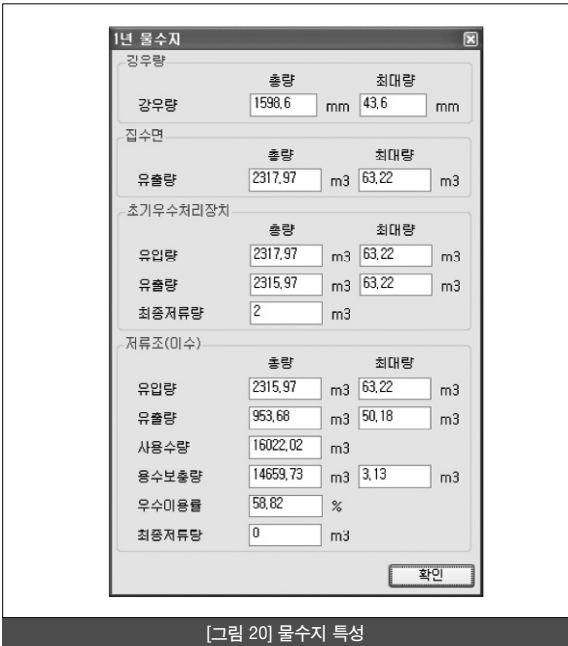 1년 물수지
강우량
총량 최대량
강우량 1598,6 mm 43,6 mm
집수면
총량 최대량
유출량 2317,97 m3 63,22 m3
초기우수처리장치
총량 최대량
유입량 2317,97 m3 63,22 m3
유출량 2315,97 m3 63,22 m3
최종저류량 2 m3
저류조(이수)
총량 최대량
유입량 2315,97 m3 63,22 m3
유출량 953,68 m3 50,18 m3
사용수량 16022,02 m3
용수보충량 14659,73 m3 3,13 m3
우수이용률 58,82 %
최종저류량 0 m3
확인
[그림 20] 물수지 특성